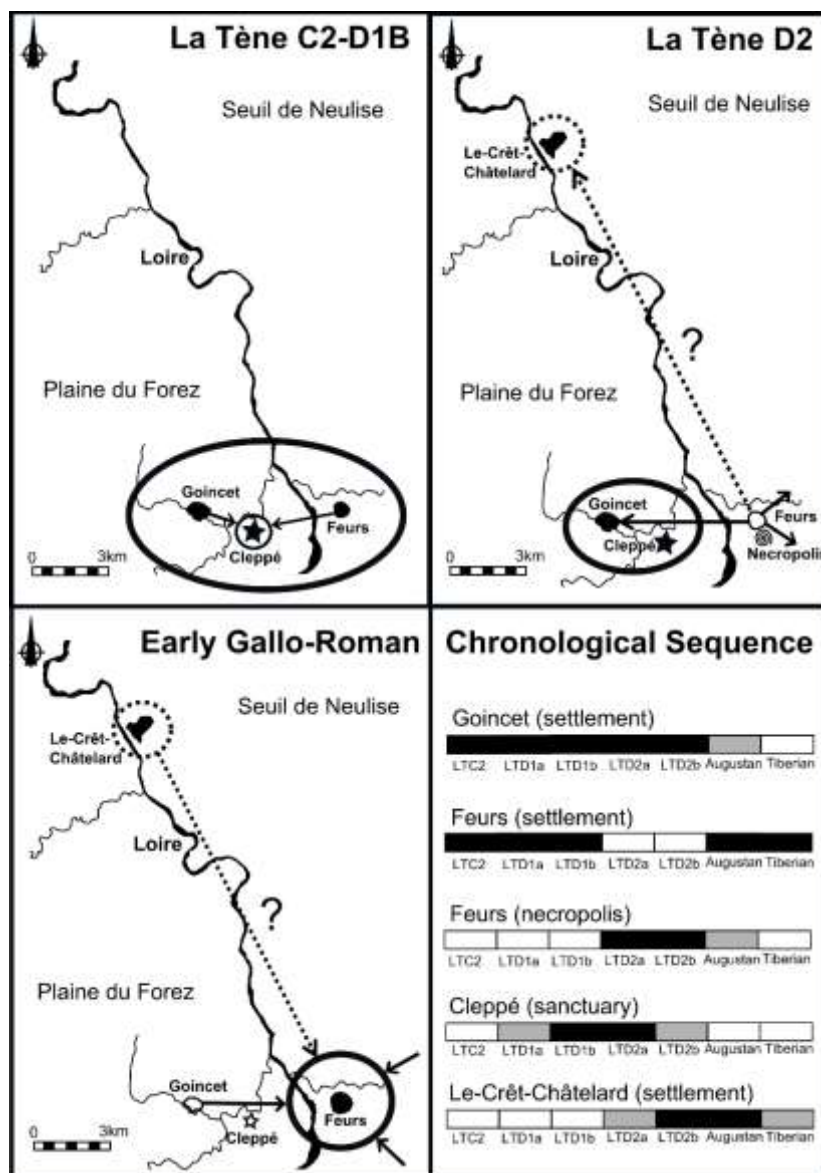 La Tène C2-D1B
Seuil de Neulise
Loire
Plaine du Forez
Goincet
Feurs
Cleppé
0 3km
La Tène D2
Seuil de Neulise
Le-Crêt-
Châtelard
Loire
?
Plaine du Forez
Goincet
Feurs
Cleppé
Necropolis
0 3km
Early Gallo-Roman
Seuil de Neulise
Le-Crêt-
Châtelard
Loire
?
Plaine du Forez
Goincet
Feurs
Cleppé
0 3km
Chronological Sequence
Goincet (settlement)
LTC2 LTD1a LTD1b LTD2a LTD2b Augustan Tiberian
Feurs (settlement)
LTC2 LTD1a LTD1b LTD2a LTD2b Augustan Tiberian
Feurs (necropolis)
LTC2 LTD1a LTD1b LTD2a LTD2b Augustan Tiberian
Cleppé (sanctuary)
LTC2 LTD1a LTD1b LTD2a LTD2b Augustan Tiberian
Le-Crêt-Châtelard (settlement)
LTC2 LTD1a LTD1b LTD2a LTD2b Augustan Tiberian